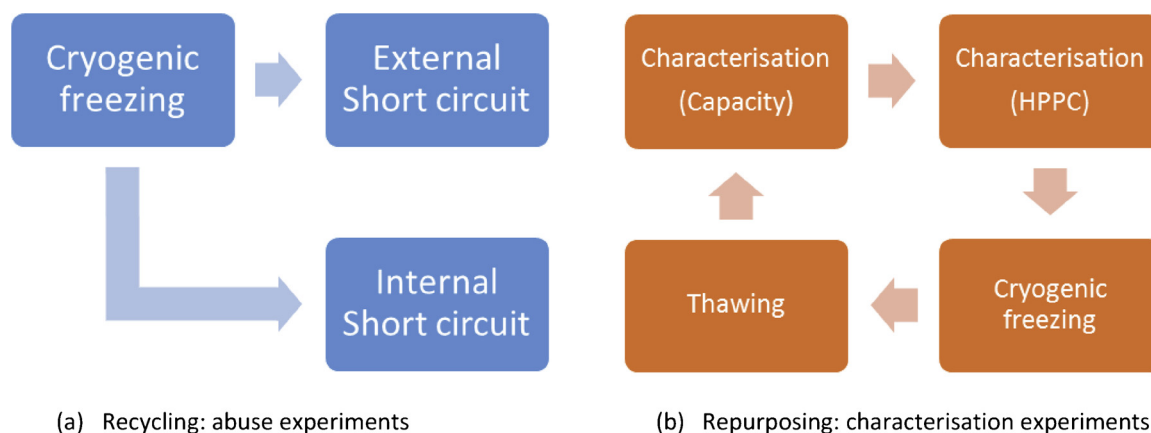 Cryogenic
freezing
External
Short circuit
Internal
Short circuit
(a) Recycling: abuse experiments
Characterisation
(Capacity)
Characterisation
(HPPC)
Thawing
Cryogenic
freezing
(b) Repurposing: characterisation experiments